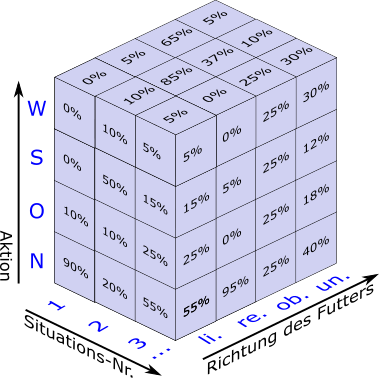 0% 5% 65% 5%
10% 85% 37% 10%
5% 0% 25% 30%
W 0% 10% 5% 5% 0% 25% 30%
S 0% 50% 15% 15% 5% 25% 12%
O 10% 10% 25% 25% 0% 25% 18%
N 90% 20% 55% 55% 95% 25% 40%
Aktion
1 2 3 ...
Situations-Nr.
li. re. ob. un.
Richtung des Futters